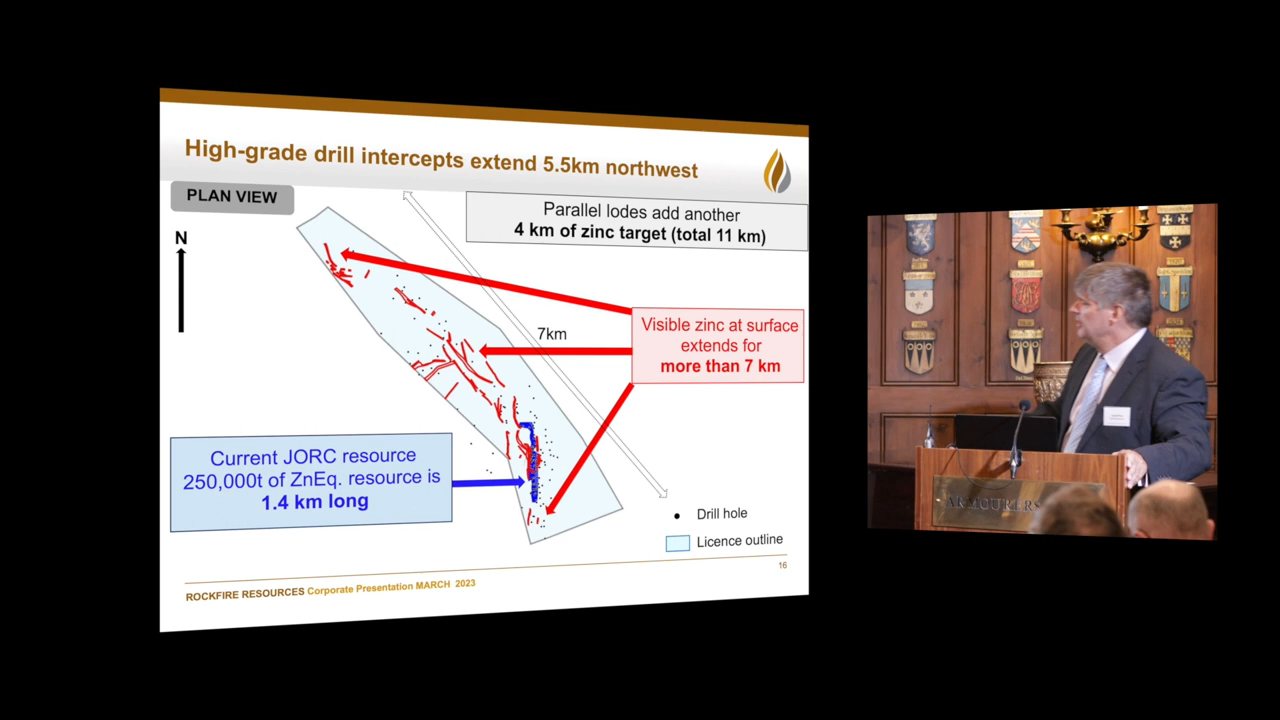 High-grade drill intercepts extend 5.5km northwest
PLAN VIEW
Parallel lodes add another
4 km of zinc target (total 11 km)
N
7km
Visible zinc at surface
extends for
more than 7 km
Current JORC resource
250,000t of ZnEq. resource is
1.4 km long
Drill hole
Licence outline
16
ROCKFIRE RESOURCES Corporate Presentation MARCH 2023
ARMOURERS